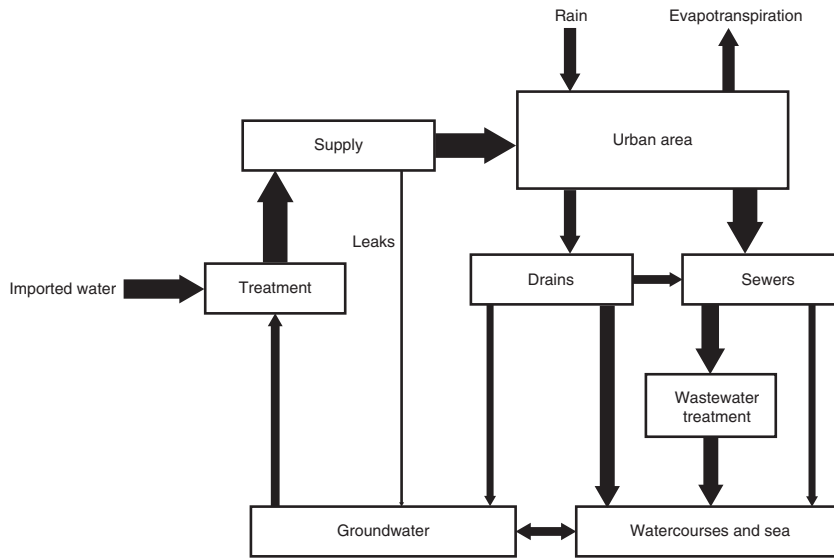 Rain
Evapotranspiration
Supply
Urban area
Leaks
Imported water
Treatment
Drains
Sewers
Wastewater
treatment
Groundwater
Watercourses and sea